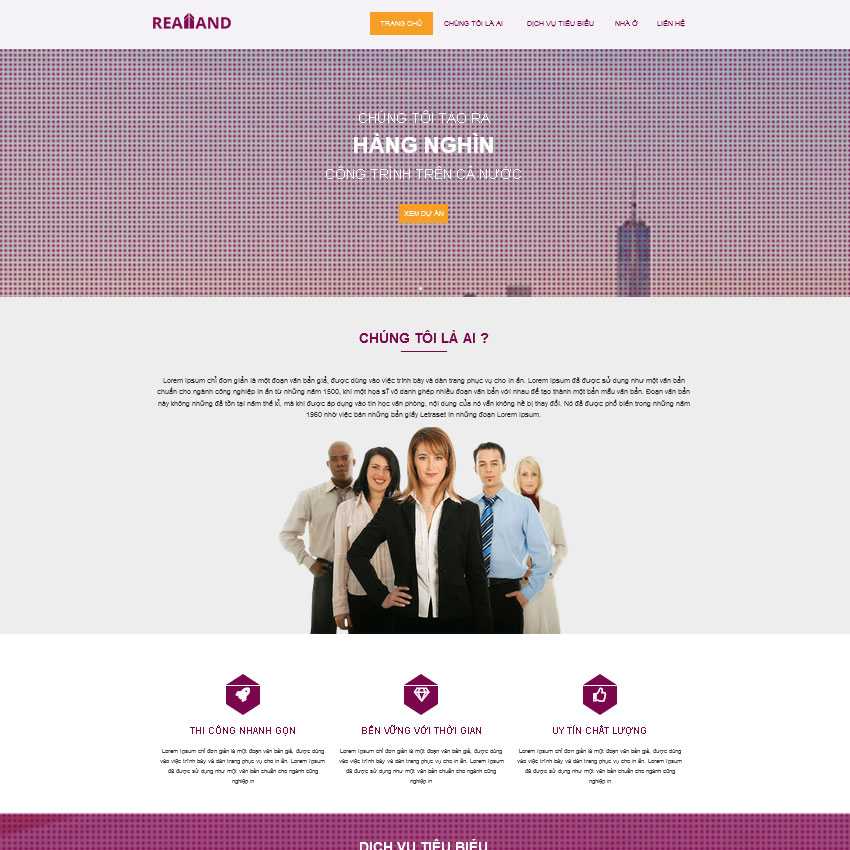 REALLAND
TRANG CHỦ
CHÚNG TÔI LÀ AI
DỊCH VỤ TIÊU BIỂU
NHÀ Ở
LIÊN HỆ
CHÚNG TÔI TẠO RA
HÀNG NGHÌN
CÔNG TRÌNH TRÊN CẢ NƯỚC
XEM DỰ ÁN
CHÚNG TÔI LÀ AI ?
Lorem Ipsum chỉ đơn giản là một đoạn văn bản giả, được dùng vào việc trình bày và dàn trang phục vụ cho in ấn. Lorem Ipsum đã được sử dụng như một văn bản
chuẩn cho ngành công nghiệp in ấn từ những năm 1500, khi một họa sĩ vô danh ghép nhiều đoạn văn bản với nhau để tạo thành một bản mẫu văn bản. Đoạn văn bản
này không những đã tồn tại năm thế kỉ, mà khi được áp dụng vào tin học văn phòng, nội dung của nó vẫn không hề bị thay đổi. Nó đã được phổ biến trong những năm
1960 nhờ việc bán những bản giấy Letraset in những đoạn Lorem Ipsum.
THI CÔNG NHANH GỌN
Lorem Ipsum chỉ đơn giản là một đoạn văn bản giả, được dùng
vào việc trình bày và dàn trang phục vụ cho in ấn. Lorem Ipsum
đã được sử dụng như một văn bản chuẩn cho ngành công
nghiệp in
BỀN VỮNG VỚI THỜI GIAN
Lorem Ipsum chỉ đơn giản là một đoạn văn bản giả, được dùng
vào việc trình bày và dàn trang phục vụ cho in ấn. Lorem Ipsum
đã được sử dụng như một văn bản chuẩn cho ngành công
nghiệp in
UY TÍN CHẤT LƯỢNG
Lorem Ipsum chỉ đơn giản là một đoạn văn bản giả, được dùng
vào việc trình bày và dàn trang phục vụ cho in ấn. Lorem Ipsum
đã được sử dụng như một văn bản chuẩn cho ngành công
nghiệp in
DỊCH VỤ TIÊU BIỂU